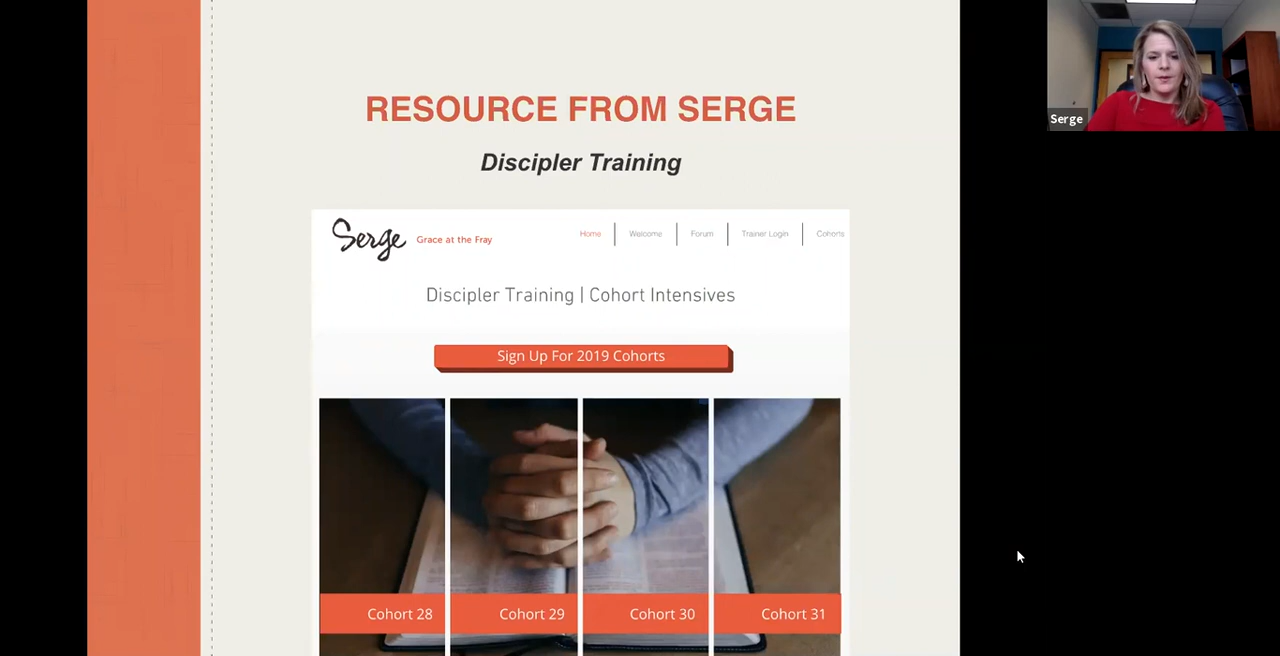 RESOURCE FROM SERGE
Discipler Training
Serge Grace at the Fray
Home Welcome Forum Trainer Login Cohorts
Discipler Training | Cohort Intensives
Sign Up For 2019 Cohorts
Cohort 28 Cohort 29 Cohort 30 Cohort 31
Serge